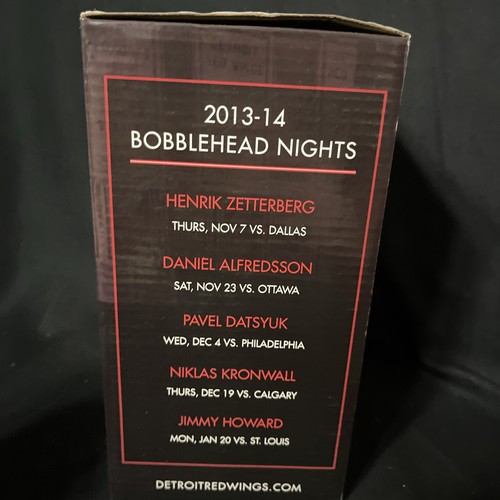 2013-14
BOBBLEHEAD NIGHTS
HENRIK ZETTERBERG
THURS, NOV 7 VS. DALLAS
DANIEL ALFREDSSON
SAT, NOV 23 VS. OTTAWA
PAVEL DATSYUK
WED, DEC 4 VS. PHILADELPHIA
NIKLAS KRONWALL
THURS, DEC 19 VS. CALGARY
JIMMY HOWARD
MON, JAN 20 VS. ST. LOUIS
DETROITREDWINGS.COM